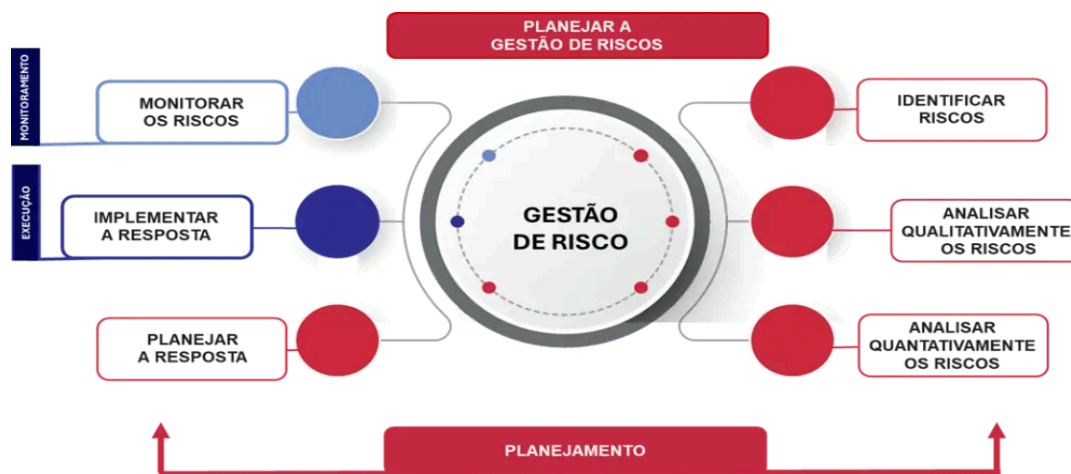 PLANEJAR A
GESTÃO DE RISCOS
MONITORAMENTO
MONITORAR
OS RISCOS
EXECUÇÃO
IMPLEMENTAR
A RESPOSTA
PLANEJAR
A RESPOSTA
GESTÃO
DE RISCO
IDENTIFICAR
RISCOS
ANALISAR
QUALITATIVAMENTE
OS RISCOS
ANALISAR
QUANTATIVAMENTE
OS RISCOS
PLANEJAMENTO